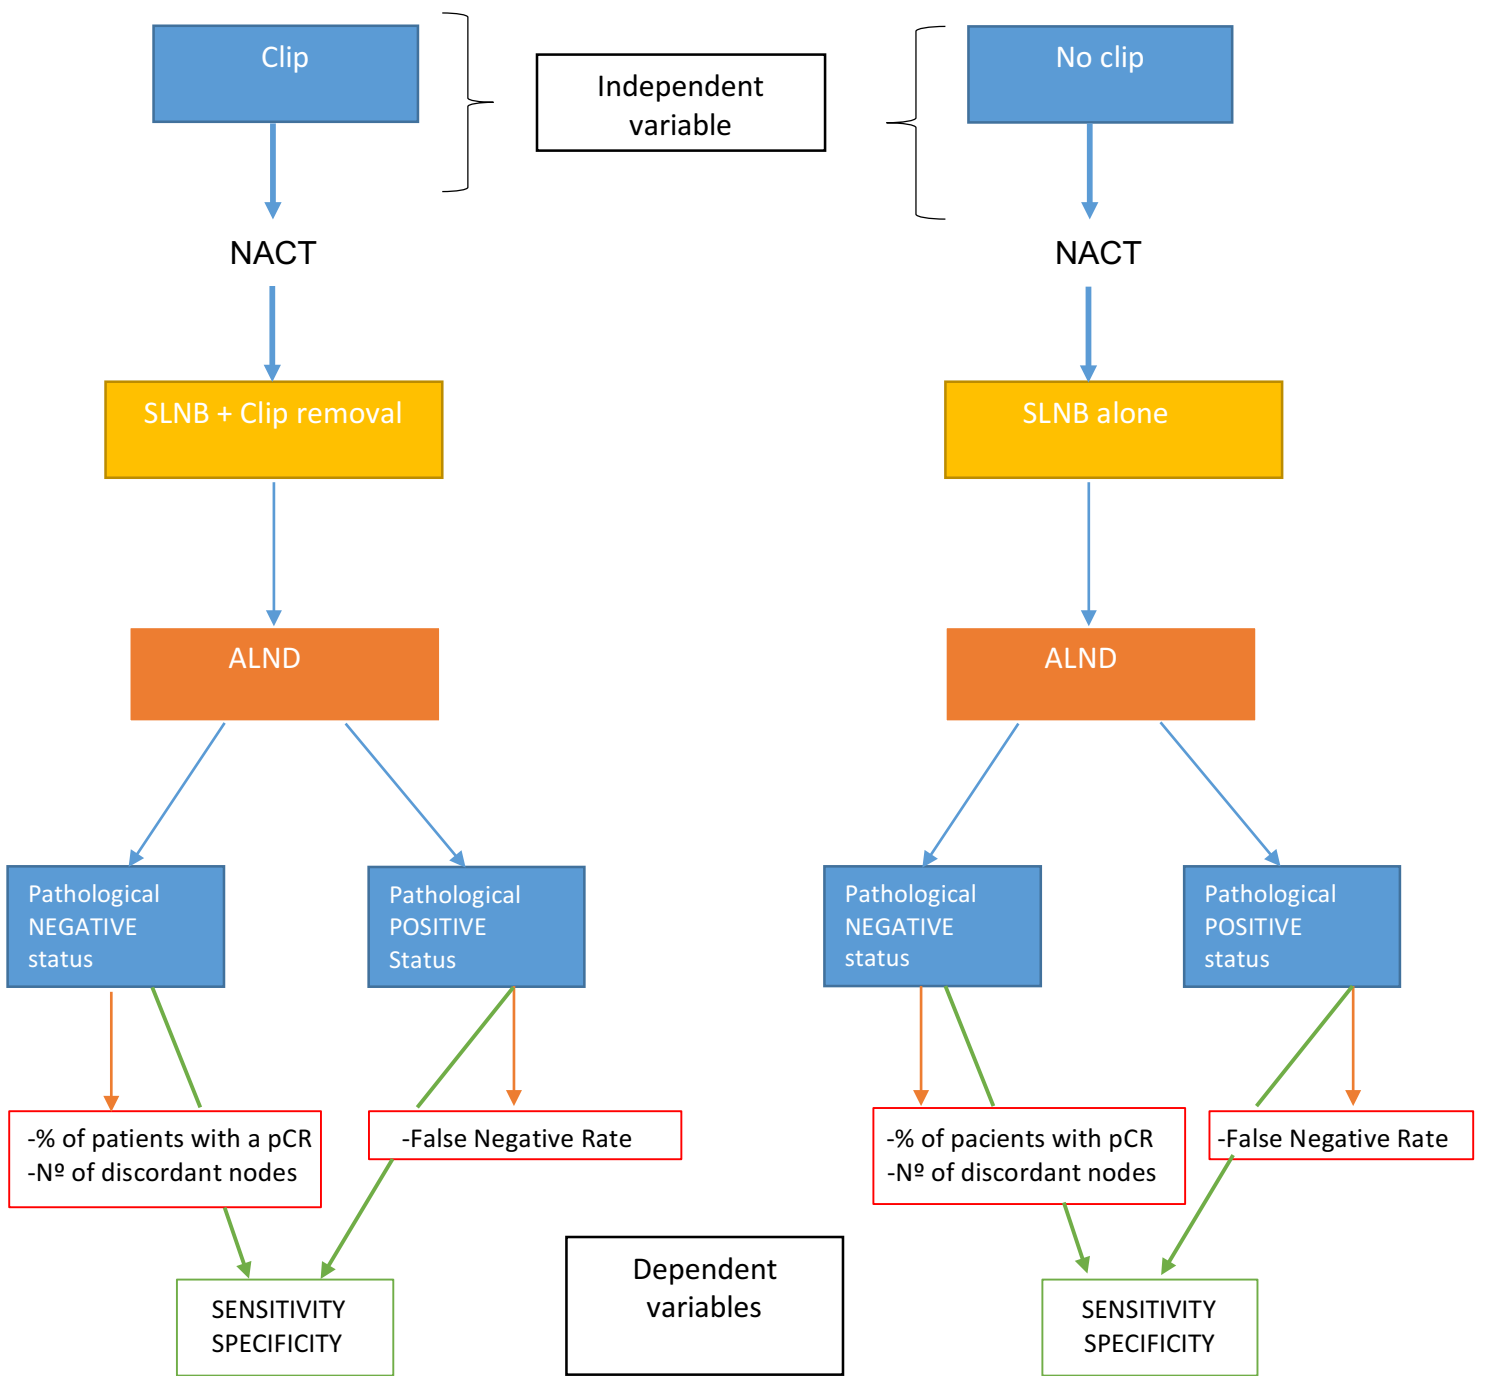 Clip
Independent
variable
No clip
NACT
NACT
SLNB + Clip removal
SLNB alone
ALND
ALND
Pathological
NEGATIVE
status
Pathological
POSITIVE
Status
Pathological
NEGATIVE
status
Pathological
POSITIVE
status
-% of patients with a pCR
-Nº of discordant nodes
-False Negative Rate
-% of pacients with pCR
-Nº of discordant nodes
-False Negative Rate
Dependent
variables
SENSITIVITY
SPECIFICITY
SENSITIVITY
SPECIFICITY